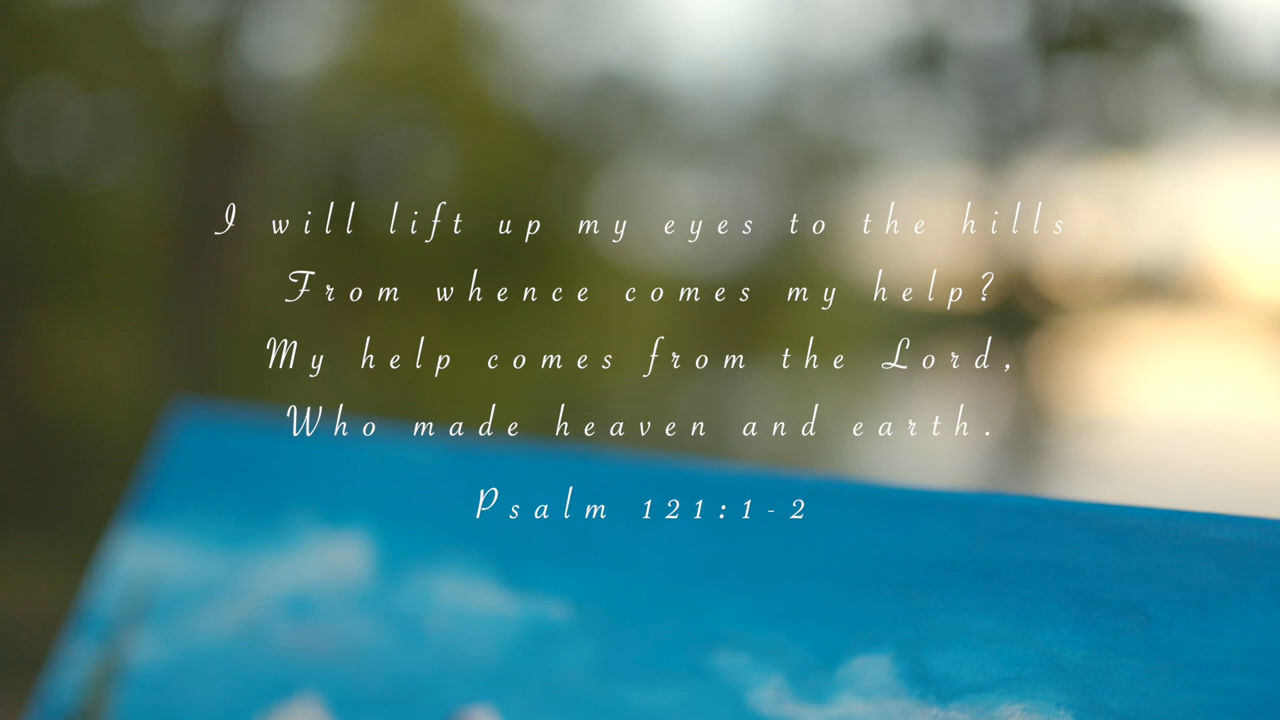 I will lift up my eyes to the hills
From whence comes my help?
My help comes from the Lord,
Who made heaven and earth.
Psalm 121:1-2